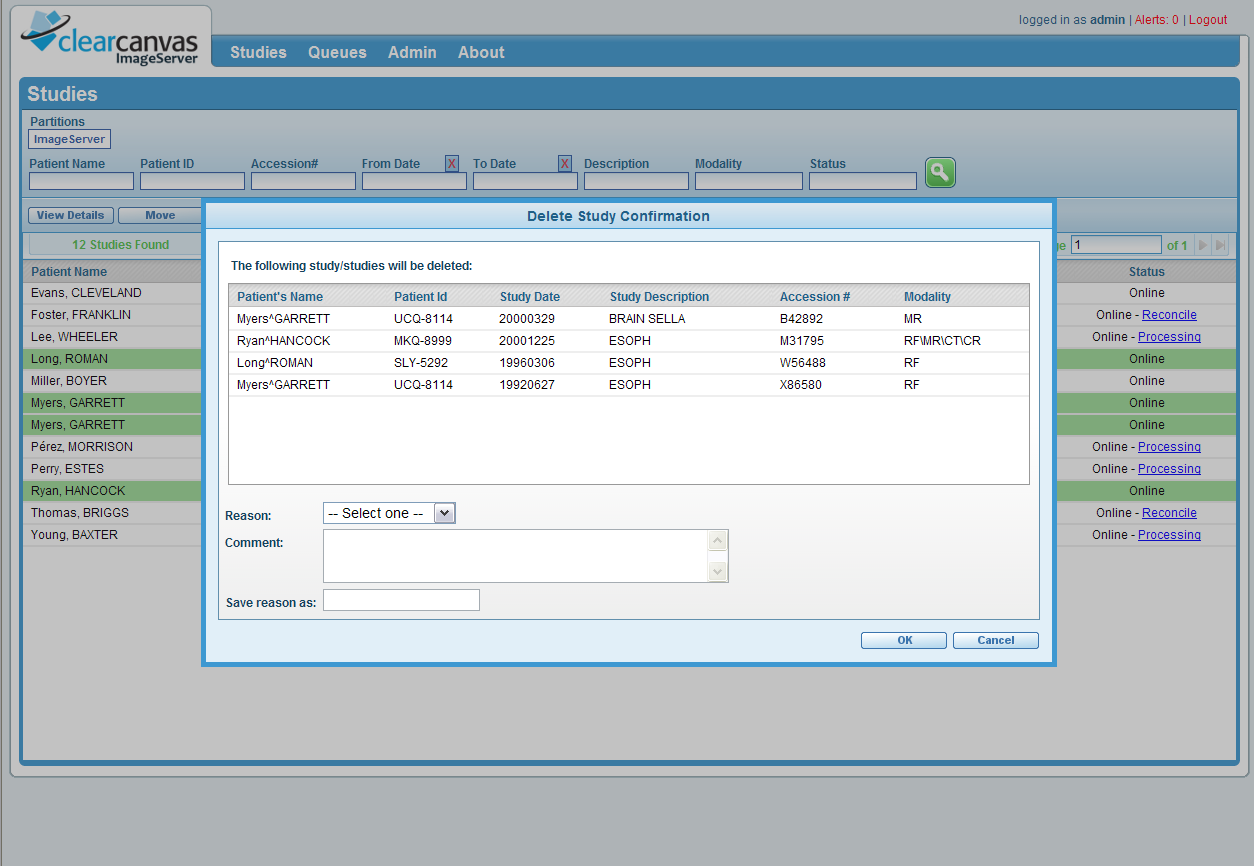 logged in as admin | Alerts: 0 | Logout
clearcanvas
ImageServer
Studies Queues Admin About
Studies
Partitions
ImageServer
Patient Name Patient ID Accession# From Date X To Date X Description Modality Status
View Details Move
Delete Study Confirmation
12 Studies Found
1 of 1
Patient Name Status
The following study/studies will be deleted:
Patient's Name Patient Id Study Date Study Description Accession # Modality
Myers^GARRETT UCQ-8114 20000329 BRAIN SELLA B42892 MR
Ryan^HANCOCK MKQ-8999 20001225 ESOPH M31795 RF\MR\CT\CR
Long^ROMAN SLY-5292 19960306 ESOPH W56488 RF
Myers^GARRETT UCQ-8114 19920627 ESOPH X86580 RF
Reason: -- Select one --
Comment:
Save reason as:
OK Cancel
Evans, CLEVELAND Online
Foster, FRANKLIN Online - Reconcile
Lee, WHEELER Online - Processing
Long, ROMAN Online
Miller, BOYER Online
Myers, GARRETT Online
Myers, GARRETT Online
Pérez, MORRISON Online - Processing
Perry, ESTES Online - Processing
Ryan, HANCOCK Online
Thomas, BRIGGS Online - Reconcile
Young, BAXTER Online - Processing